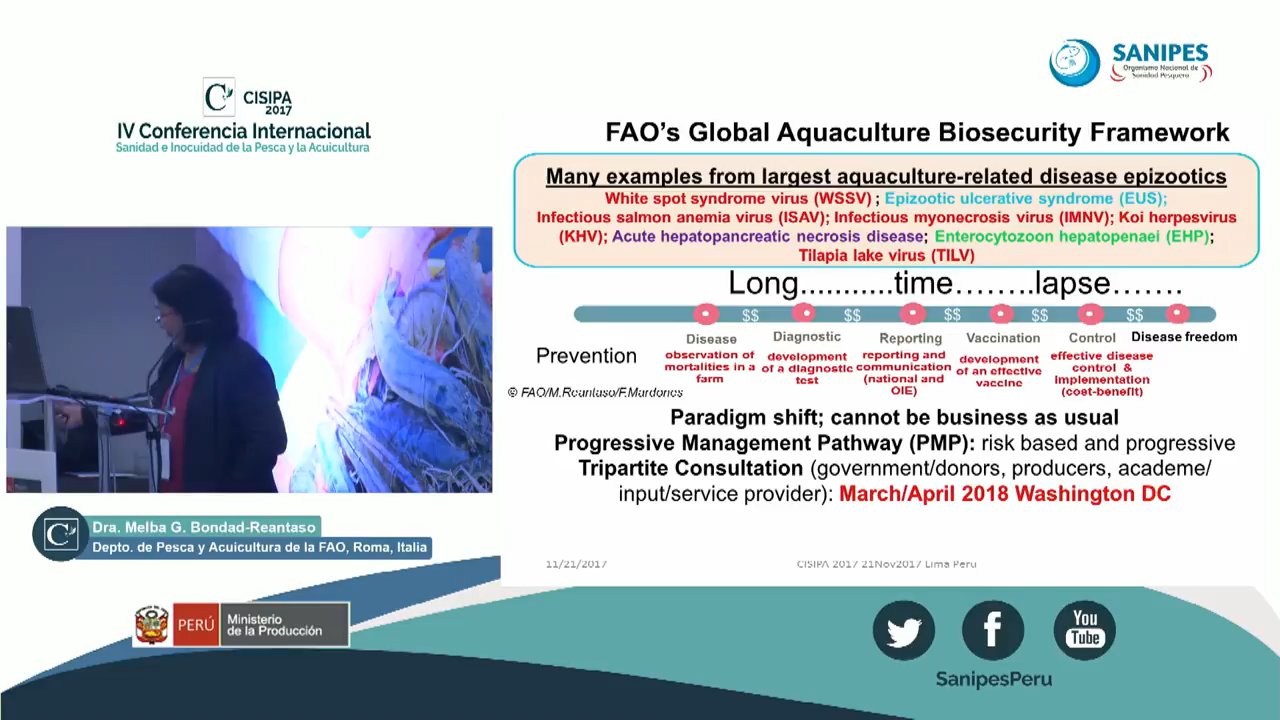 CISIPA
2017
IV Conferencia Internacional
Sanidad e Inocuidad de la Pesca y la Acuicultura
SANIPES
Organismo Nacional de
Sanidad Pesquera
FAO's Global Aquaculture Biosecurity Framework
Many examples from largest aquaculture-related disease epizootics
White spot syndrome virus (WSSV) ; Epizootic ulcerative syndrome (EUS);
Infectious salmon anemia virus (ISAV); Infectious myonecrosis virus (IMNV); Koi herpesvirus
(KHV); Acute hepatopancreatic necrosis disease; Enterocytozoon hepatopenaei (EHP);
Tilapia lake virus (TILV)
Long...........time........lapse.......
$$ $$ $$ $$ $$
Prevention
Disease
observation of
mortalities in a
farm
Diagnostic
development
of a diagnostic
test
Reporting
reporting and
communication
(national and
OIE)
Vaccination
development
of an effective
vaccine
Control
effective disease
control &
implementation
(cost-benefit)
Disease freedom
© FAO/M.Reantaso/F.Mardones
Paradigm shift; cannot be business as usual
Progressive Management Pathway (PMP): risk based and progressive
Tripartite Consultation (government/donors, producers, academe/
input/service provider): March/April 2018 Washington DC
11/21/2017
CISIPA 2017 21Nov2017 Lima Peru
Dra. Melba G. Bondad-Reantaso
Depto. de Pesca y Acuicultura de la FAO, Roma, Italia
PERÚ
Ministerio
de la Producción
You
Tube
SanipesPeru